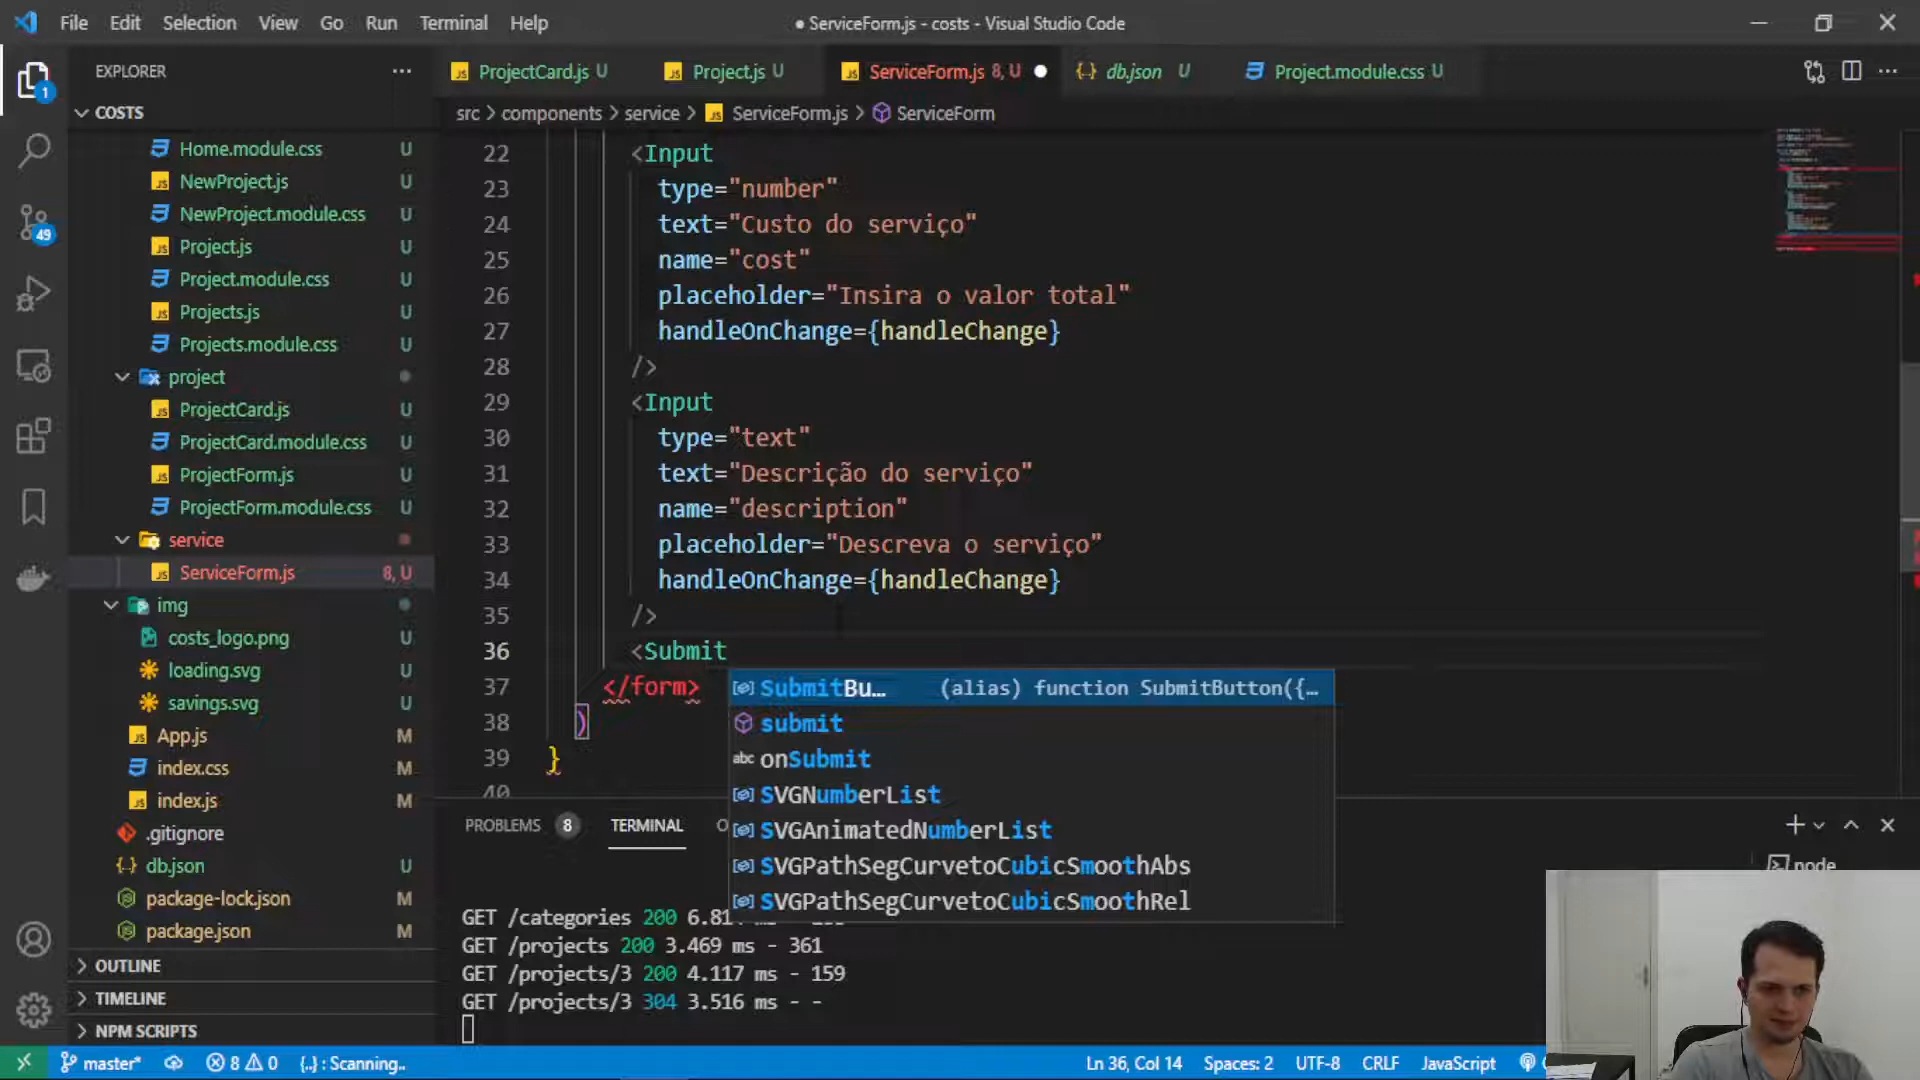 File Edit Selection View Go Run Terminal Help
● ServiceForm.js - costs - Visual Studio Code
EXPLORER
ProjectCard.js U
Project.js U
ServiceForm.js 8, U
db.json U
Project.module.css U
COSTS
src > components > service > ServiceForm.js > ServiceForm
Home.module.css U
NewProject.js U
NewProject.module.css U
Project.js U
Project.module.css U
Projects.js U
Projects.module.css U
project
ProjectCard.js U
ProjectCard.module.css U
ProjectForm.js U
ProjectForm.module.css U
service
ServiceForm.js 8, U
img
costs_logo.png U
loading.svg U
savings.svg U
App.js M
index.css M
index.js M
.gitignore
db.json U
package-lock.json M
package.json M
OUTLINE
TIMELINE
NPM SCRIPTS
1
49
22 <Input
23 type="number"
24 text="Custo do serviço"
25 name="cost"
26 placeholder="Insira o valor total"
27 handleOnChange={handleChange}
28 />
29 <Input
30 type="text"
31 text="Descrição do serviço"
32 name="description"
33 placeholder="Descreva o serviço"
34 handleOnChange={handleChange}
35 />
36 <Submit
37 </form>
38 )
39 }
40
SubmitBu... (alias) function SubmitButton({...
submit
abc onSubmit
SVGNumberList
SVGAnimatedNumberList
SVGPathSegCurvetoCubicSmoothAbs
SVGPathSegCurvetoCubicSmoothRel
PROBLEMS 8 TERMINAL O
node
GET /categories 200 6.81
GET /projects 200 3.469 ms - 361
GET /projects/3 200 4.117 ms - 159
GET /projects/3 304 3.516 ms - -
master* 8 0 {..} : Scanning.. Ln 36, Col 14 Spaces: 2 UTF-8 CRLF JavaScript